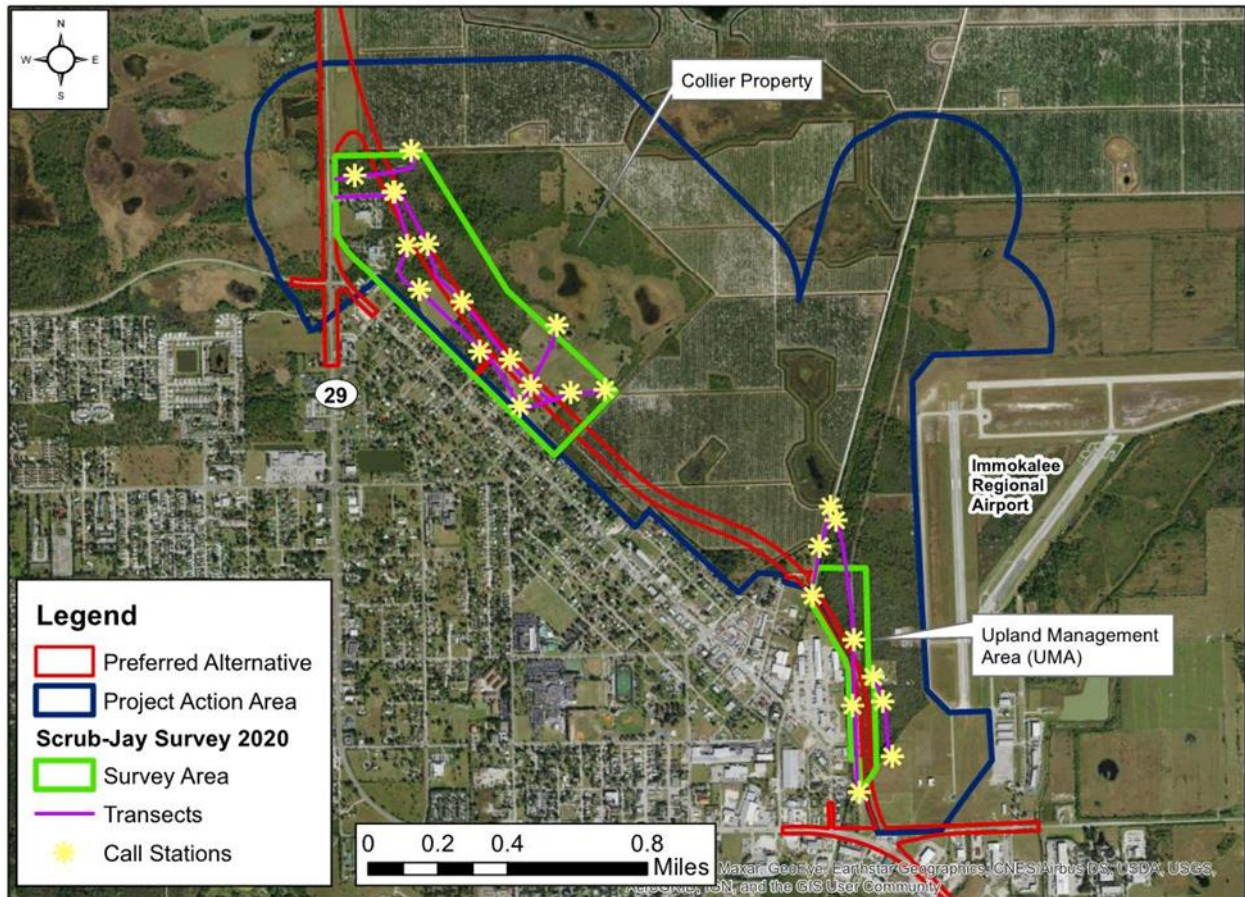 N
W E
S
Collier Property
29
Immokalee
Regional
Airport
Upland Management
Area (UMA)
Legend
Preferred Alternative
Project Action Area
Scrub-Jay Survey 2020
Survey Area
Transects
Call Stations
0 0.2 0.4 0.8
Miles
Maxar, GeoEye, Earthstar Geographics, CNES/Airbus DS, USDA, USGS,
AeroGRID, IGN, and the GIS User Community